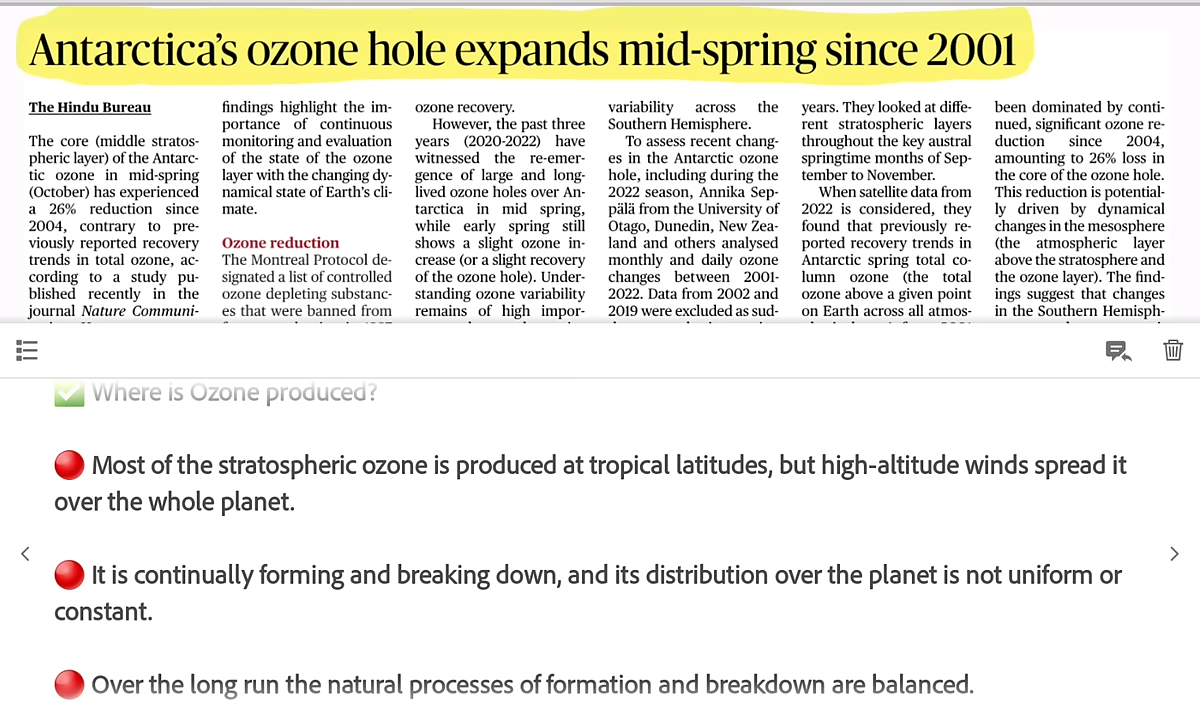 Antarctica's ozone hole expands mid-spring since 2001
The Hindu Bureau
The core (middle stratos-
pheric layer) of the Antarc-
tic ozone in mid-spring
(October) has experienced
a 26% reduction since
2004, contrary to pre-
viously reported recovery
trends in total ozone, ac-
cording to a study pu-
blished recently in the
journal Nature Communi-
findings highlight the im-
portance of continuous
monitoring and evaluation
of the state of the ozone
layer with the changing dy-
namical state of Earth's cli-
mate.
Ozone reduction
The Montreal Protocol de-
signated a list of controlled
ozone depleting substanc-
es that were banned from
ozone recovery.
However, the past three
years (2020-2022) have
witnessed the re-emer-
gence of large and long-
lived ozone holes over An-
tarctica in mid spring,
while early spring still
shows a slight ozone in-
crease (or a slight recovery
of the ozone hole). Under-
standing ozone variability
remains of high impor-
variability across the
Southern Hemisphere.
To assess recent chang-
es in the Antarctic ozone
hole, including during the
2022 season, Annika Sep-
pälä from the University of
Otago, Dunedin, New Zea-
land and others analysed
monthly and daily ozone
changes between 2001-
2022. Data from 2002 and
2019 were excluded as sud-
years. They looked at diffe-
rent stratospheric layers
throughout the key austral
springtime months of Sep-
tember to November.
When satellite data from
2022 is considered, they
found that previously re-
ported recovery trends in
Antarctic spring total co-
lumn ozone (the total
ozone above a given point
on Earth across all atmos-
been dominated by conti-
nued, significant ozone re-
duction since 2004,
amounting to 26% loss in
the core of the ozone hole.
This reduction is potential-
ly driven by dynamical
changes in the mesosphere
(the atmospheric layer
above the stratosphere and
the ozone layer). The find-
ings suggest that changes
in the Southern Hemisph-
Where is Ozone produced?
Most of the stratospheric ozone is produced at tropical latitudes, but high-altitude winds spread it
over the whole planet.
It is continually forming and breaking down, and its distribution over the planet is not uniform or
constant.
Over the long run the natural processes of formation and breakdown are balanced.